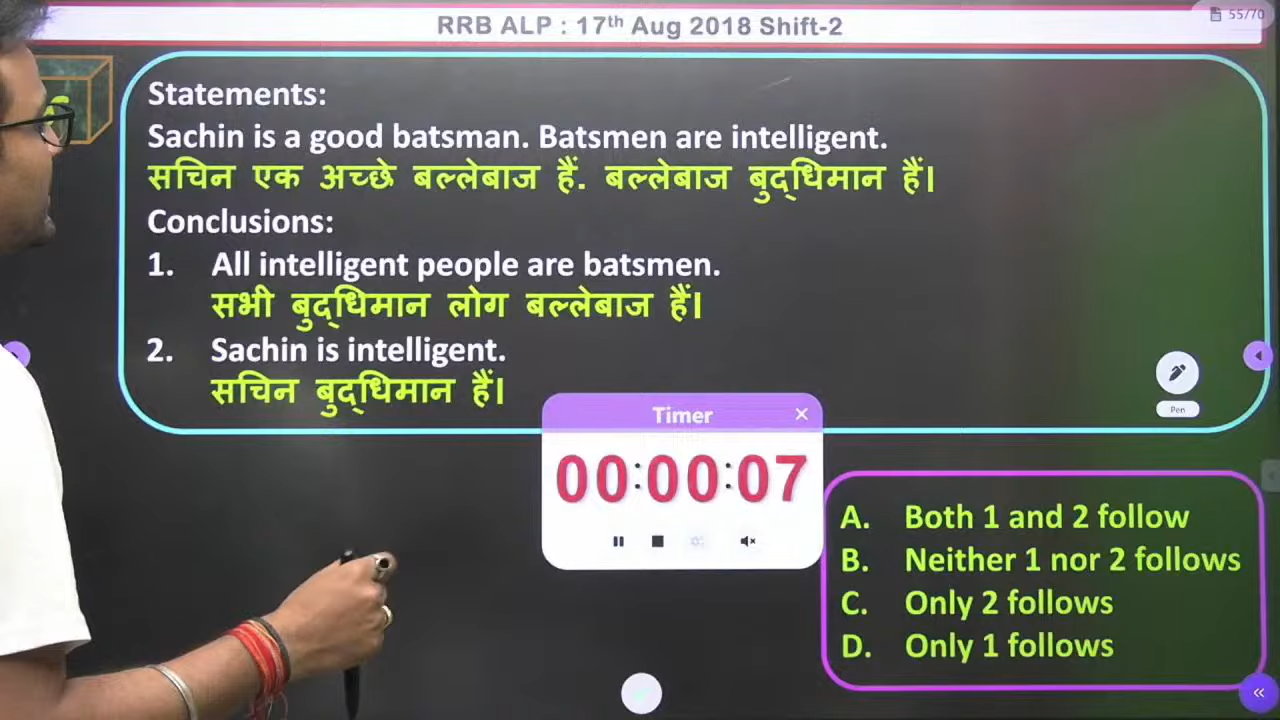 RRB ALP : 17th Aug 2018 Shift-2
55/70
Statements:
Sachin is a good batsman. Batsmen are intelligent.
सचिन एक अच्छे बल्लेबाज हैं. बल्लेबाज बुद्धिमान हैं।
Conclusions:
1. All intelligent people are batsmen.
सभी बुद्धिमान लोग बल्लेबाज हैं।
2. Sachin is intelligent.
सचिन बुद्धिमान हैं।
Pen
Timer
00:00:07
A. Both 1 and 2 follow
B. Neither 1 nor 2 follows
C. Only 2 follows
D. Only 1 follows